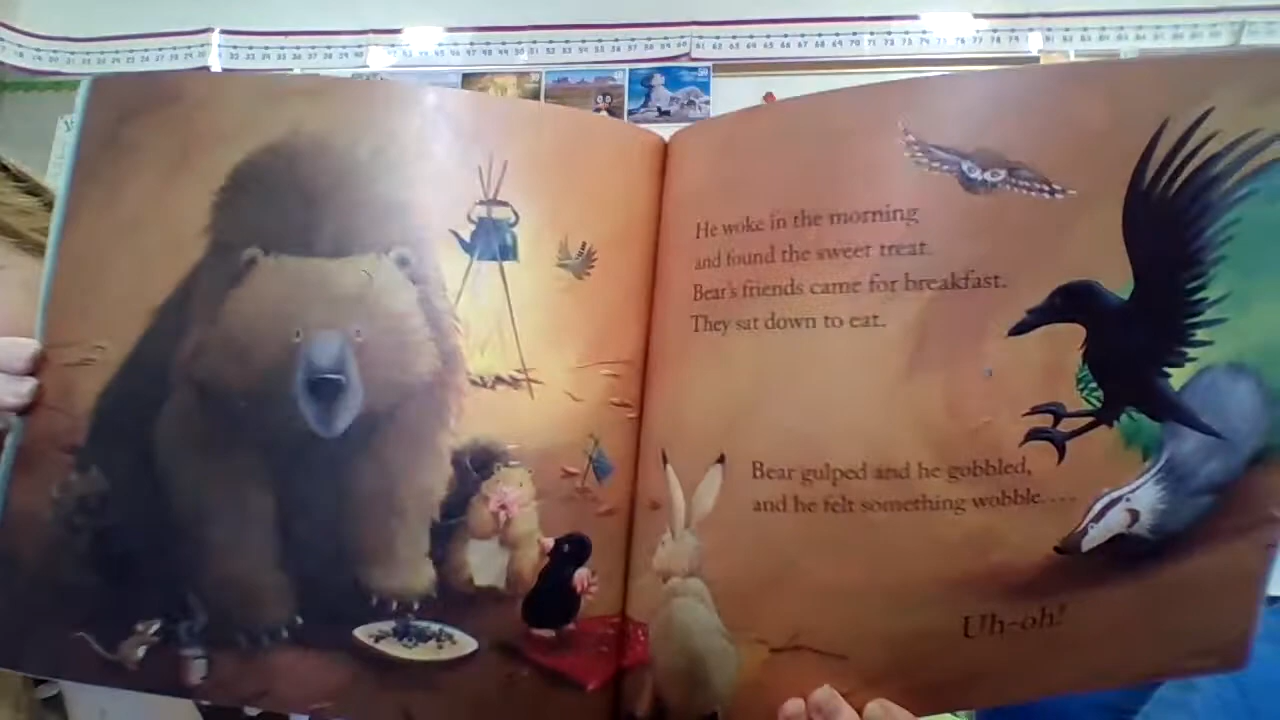 He woke in the morning
and found the sweet treat.
Bear's friends came for breakfast.
They sat down to eat.
Bear gulped and he gobbled,
and he felt something wobble....
Uh-oh!